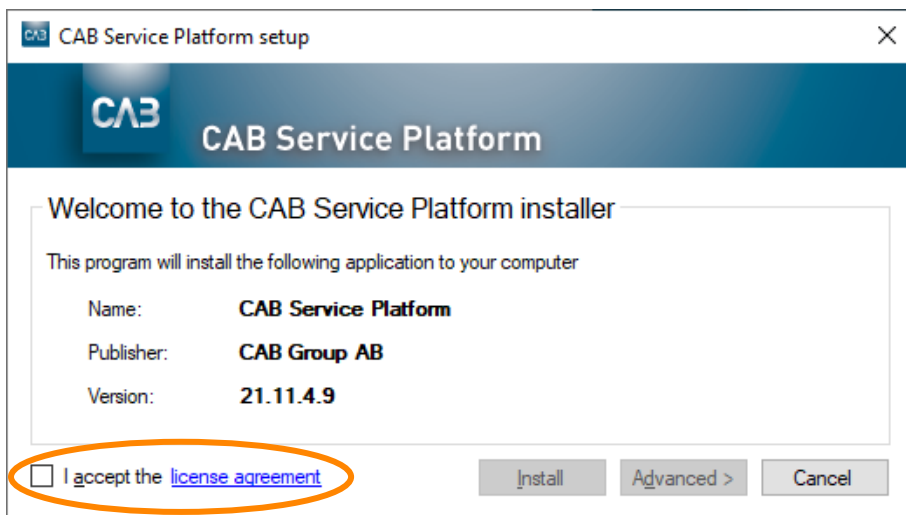 CAB CAB Service Platform setup
CAB
CAB Service Platform
Welcome to the CAB Service Platform installer
This program will install the following application to your computer
Name: CAB Service Platform
Publisher: CAB Group AB
Version: 21.11.4.9
I accept the license agreement Install Advanced > Cancel